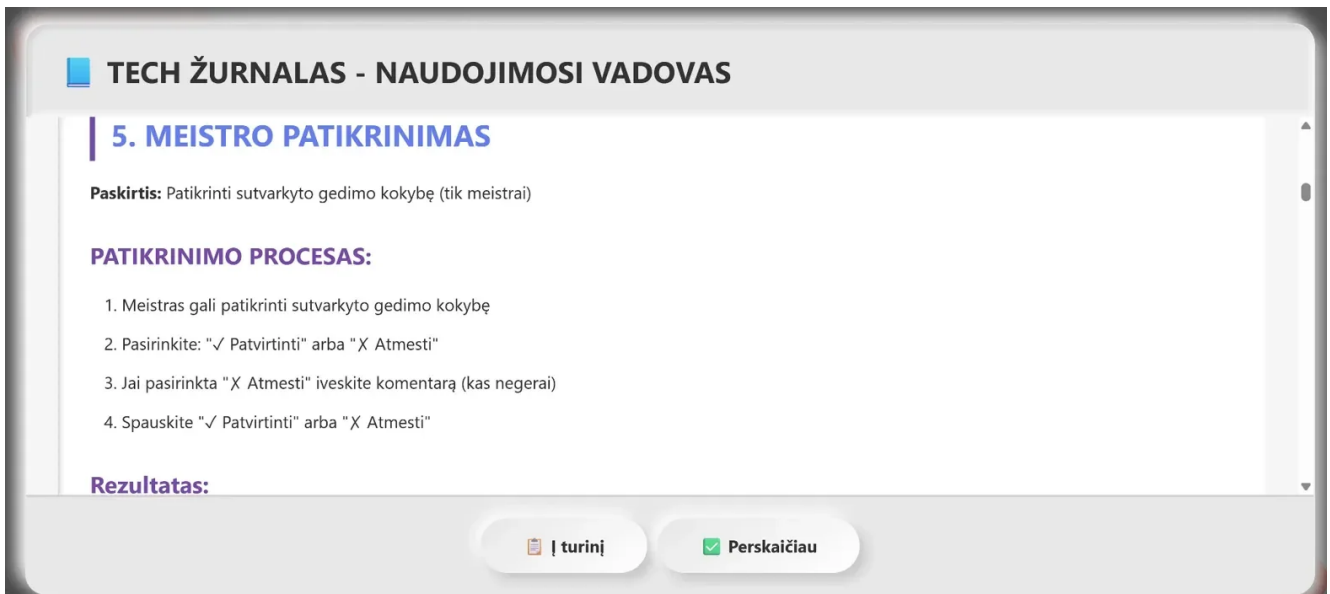 TECH ŽURNALAS - NAUDOJIMOSI VADOVAS
5. MEISTRO PATIKRINIMAS
Paskirtis: Patikrinti sutvarkyto gedimo kokybę (tik meistrai)
PATIKRINIMO PROCESAS:
1. Meistras gali patikrinti sutvarkyto gedimo kokybę
2. Pasirinkite: "✓ Patvirtinti" arba "✗ Atmesti"
3. Jai pasirinkta "✗ Atmesti" iveskite komentarą (kas negerai)
4. Spauskite "✓ Patvirtinti" arba "✗ Atmesti"
Rezultatas:
Į turinį
Perskaičiau